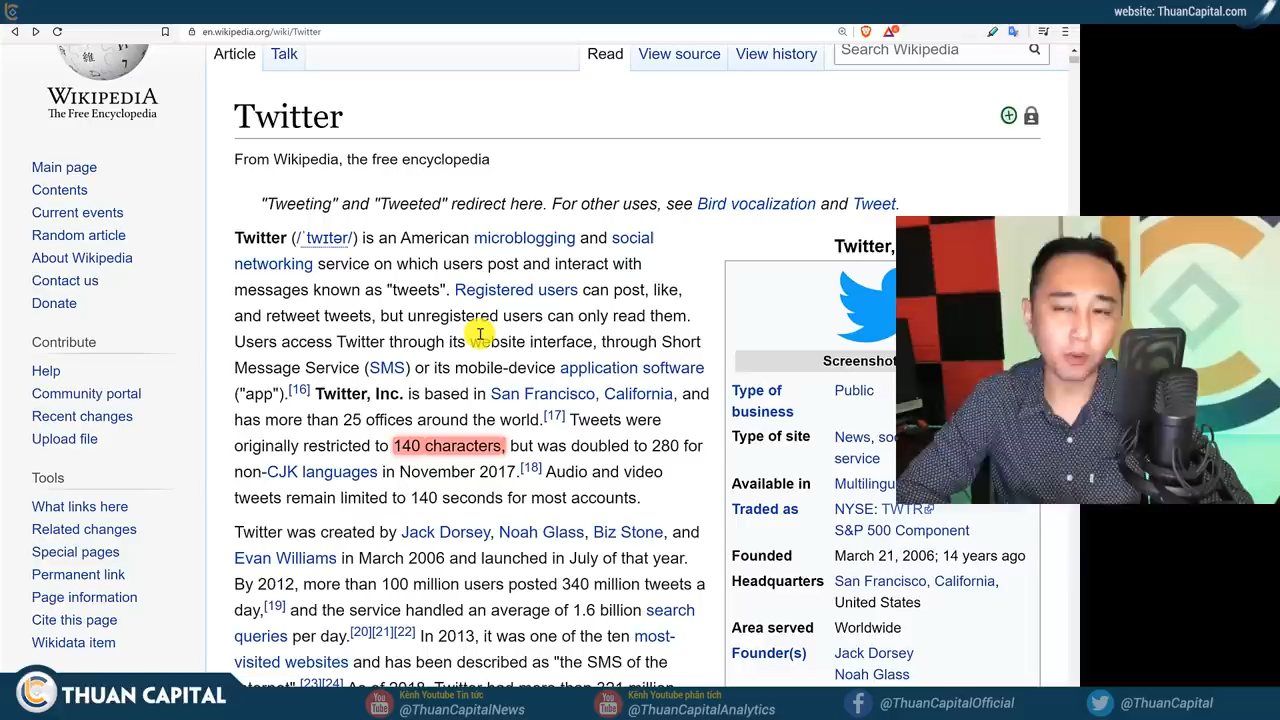 website: ThuanCapital.com
en.wikipedia.org/wiki/Twitter
WIKIPEDIA
The Free Encyclopedia
Main page
Contents
Current events
Random article
About Wikipedia
Contact us
Donate
Contribute
Help
Community portal
Recent changes
Upload file
Tools
What links here
Related changes
Special pages
Permanent link
Page information
Cite this page
Wikidata item
Article Talk Read View source View history Search Wikipedia
Twitter
From Wikipedia, the free encyclopedia
"Tweeting" and "Tweeted" redirect here. For other uses, see Bird vocalization and Tweet.
Twitter (/ˈtwɪtər/) is an American microblogging and social
networking service on which users post and interact with
messages known as "tweets". Registered users can post, like,
and retweet tweets, but unregistered users can only read them.
Users access Twitter through its website interface, through Short
Message Service (SMS) or its mobile-device application software
("app").[16] Twitter, Inc. is based in San Francisco, California, and
has more than 25 offices around the world.[17] Tweets were
originally restricted to 140 characters, but was doubled to 280 for
non-CJK languages in November 2017.[18] Audio and video
tweets remain limited to 140 seconds for most accounts.
Twitter was created by Jack Dorsey, Noah Glass, Biz Stone, and
Evan Williams in March 2006 and launched in July of that year.
By 2012, more than 100 million users posted 340 million tweets a
day,[19] and the service handled an average of 1.6 billion search
queries per day.[20][21][22] In 2013, it was one of the ten most-
visited websites and has been described as "the SMS of the
Twitter,
Screenshot
Type of business Public
Type of site News, soc
service
Available in Multilingu
Traded as NYSE: TWTR
S&P 500 Component
Founded March 21, 2006; 14 years ago
Headquarters San Francisco, California,
United States
Area served Worldwide
Founder(s) Jack Dorsey
Noah Glass
THUAN CAPITAL
Kênh Youtube Tin tức
@ThuanCapitalNews
Kênh Youtube phân tích
@ThuanCapitalAnalytics
@ThuanCapitalOfficial
@ThuanCapital